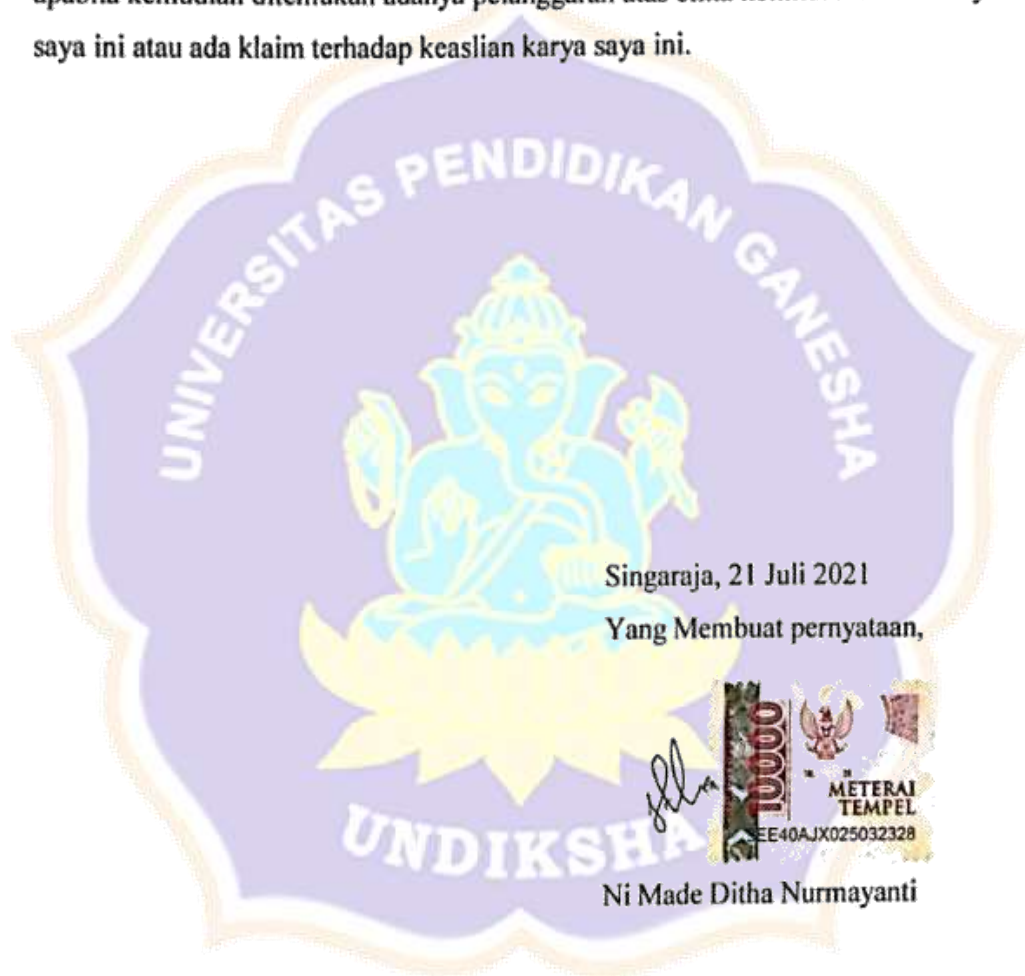 saya ini atau ada klaim terhadap keaslian karya saya ini.
UNIVERSITAS PENDIDIKAN GANESHA
Singaraja, 21 Juli 2021
Yang Membuat pernyataan,
10000
METERAI
TEMPEL
EE40AJX025032328
UNDIKSHA
Ni Made Ditha Nurmayanti